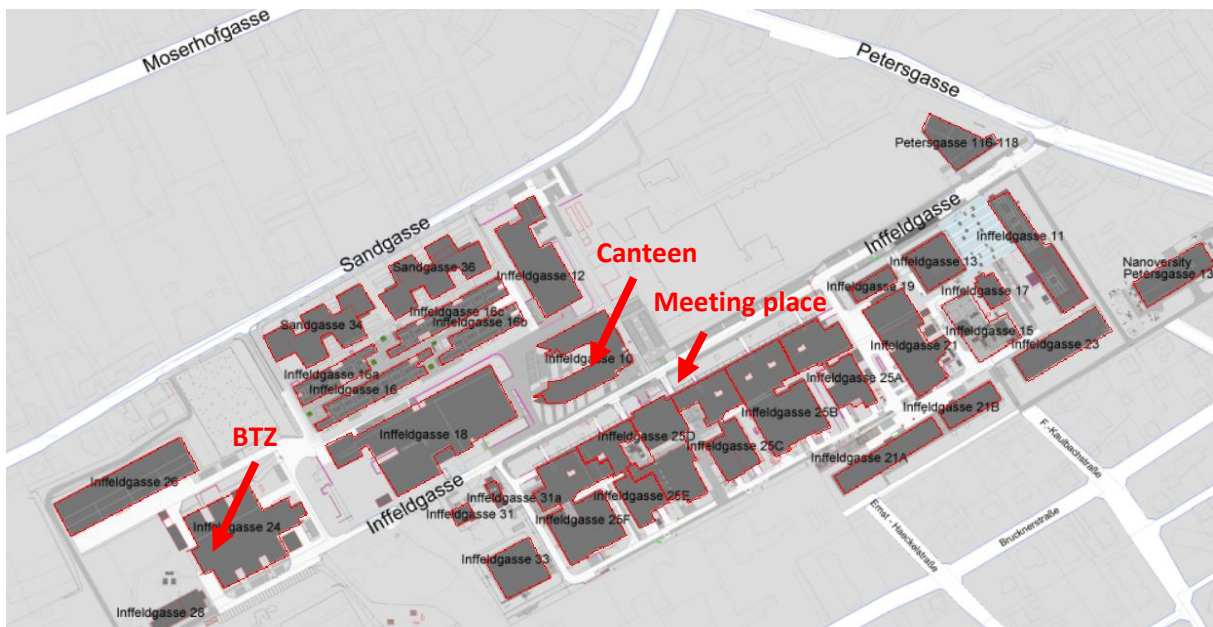 Moserhofgasse
Petersgasse
Petersgasse 116-118
Inffeldgasse
Sandgasse
Canteen
Meeting place
Sandgasse 36
Inffeldgasse 12
Inffeldgasse 13
Inffeldgasse 11
Nanoversity
Petersgasse 13
Inffeldgasse 19
Inffeldgasse 17
Inffeldgasse 16c
Inffeldgasse 16b
Sandgasse 34
Inffeldgasse 15
Inffeldgasse 10
Inffeldgasse 21
Inffeldgasse 23
Inffeldgasse 16a
Inffeldgasse 16
Inffeldgasse 25A
Inffeldgasse 25B
Inffeldgasse 21B
BTZ
Inffeldgasse 18
Inffeldgasse 25D
Inffeldgasse 25C
Inffeldgasse 21A
F.-Kaulbachstraße
Inffeldgasse 26
Inffeldgasse
Inffeldgasse 31a
Inffeldgasse 25E
Inffeldgasse 31
Inffeldgasse 25F
Inffeldgasse 24
Ernst - Haeckelstraße
Brucknerstraße
Inffeldgasse 33
Inffeldgasse 28